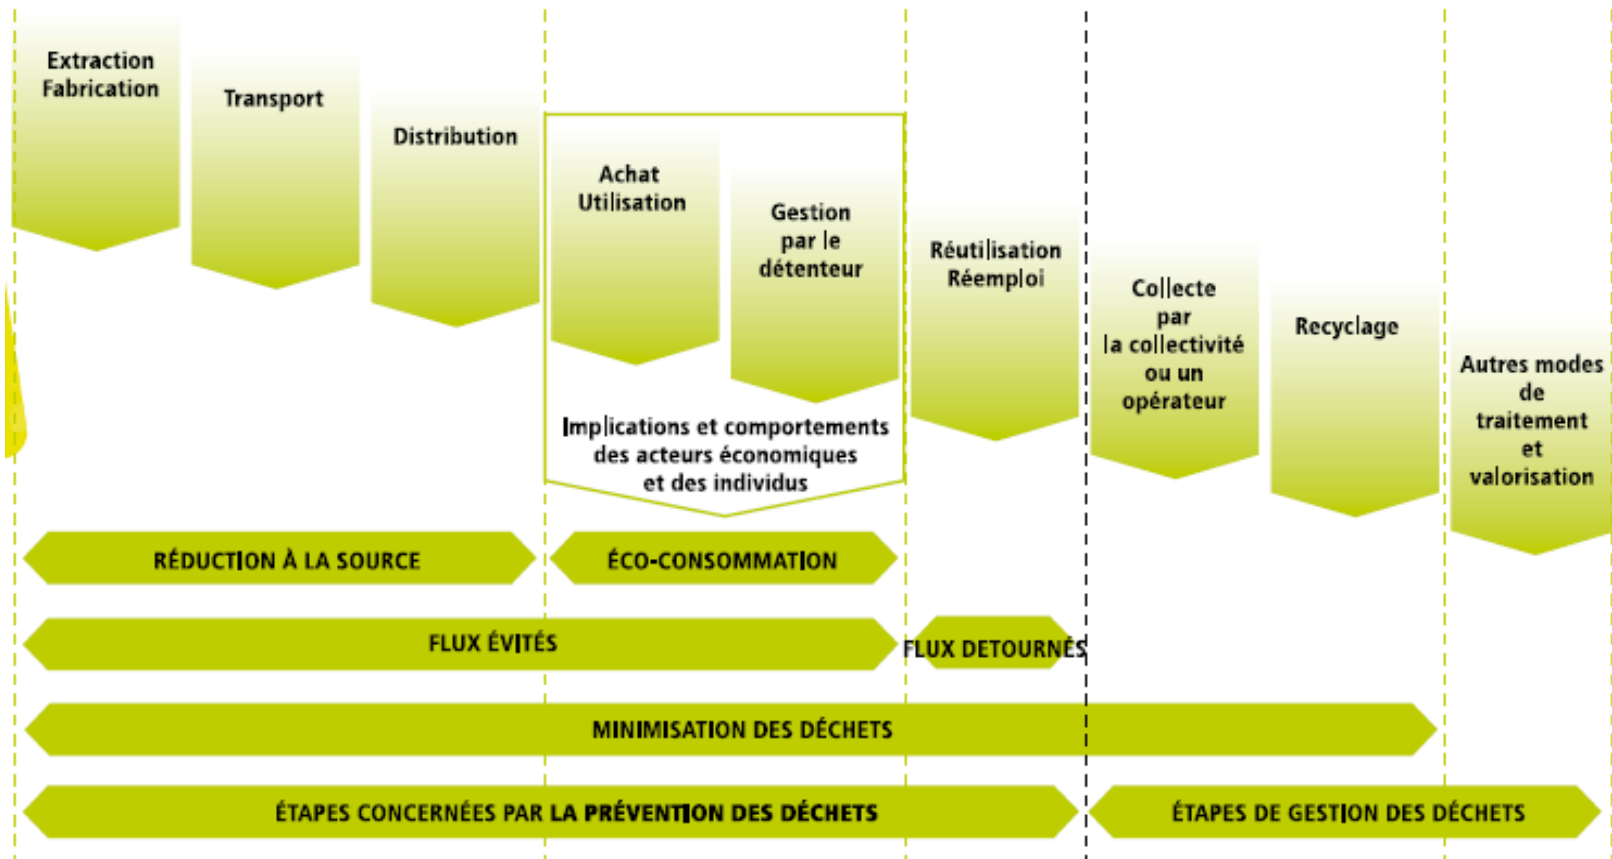 Extraction
Fabrication
Transport
Distribution
Achat
Utilisation
Gestion
par le
détenteur
Réutilisation
Réemploi
Collecte
par
la collectivité
ou un
opérateur
Recyclage
Autres modes
de
traitement
et
valorisation
Implications et comportements
des acteurs économiques
et des individus
RÉDUCTION À LA SOURCE
ÉCO-CONSOMMATION
FLUX ÉVITÉS
FLUX DETOURNÉS
MINIMISATION DES DÉCHETS
ÉTAPES CONCERNÉES PAR LA PRÉVENTION DES DÉCHETS
ÉTAPES DE GESTION DES DÉCHETS